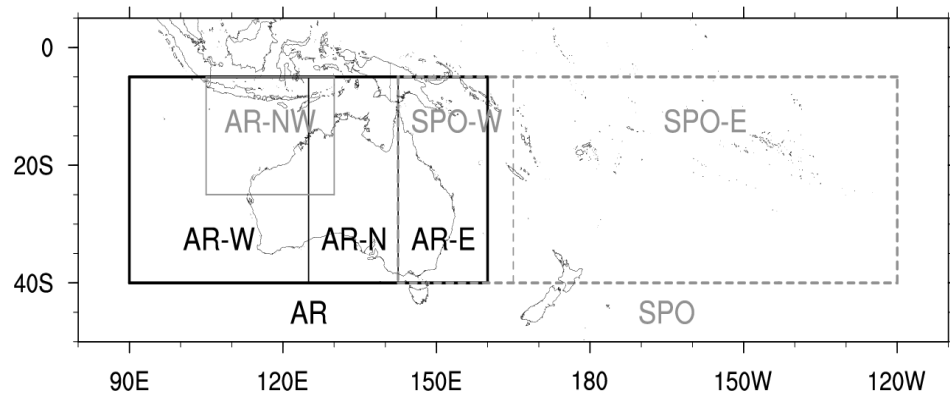 0
AR-NW SPO-W SPO-E
20S
AR-W AR-N AR-E
40S
AR SPO
90E 120E 150E 180 150W 120W